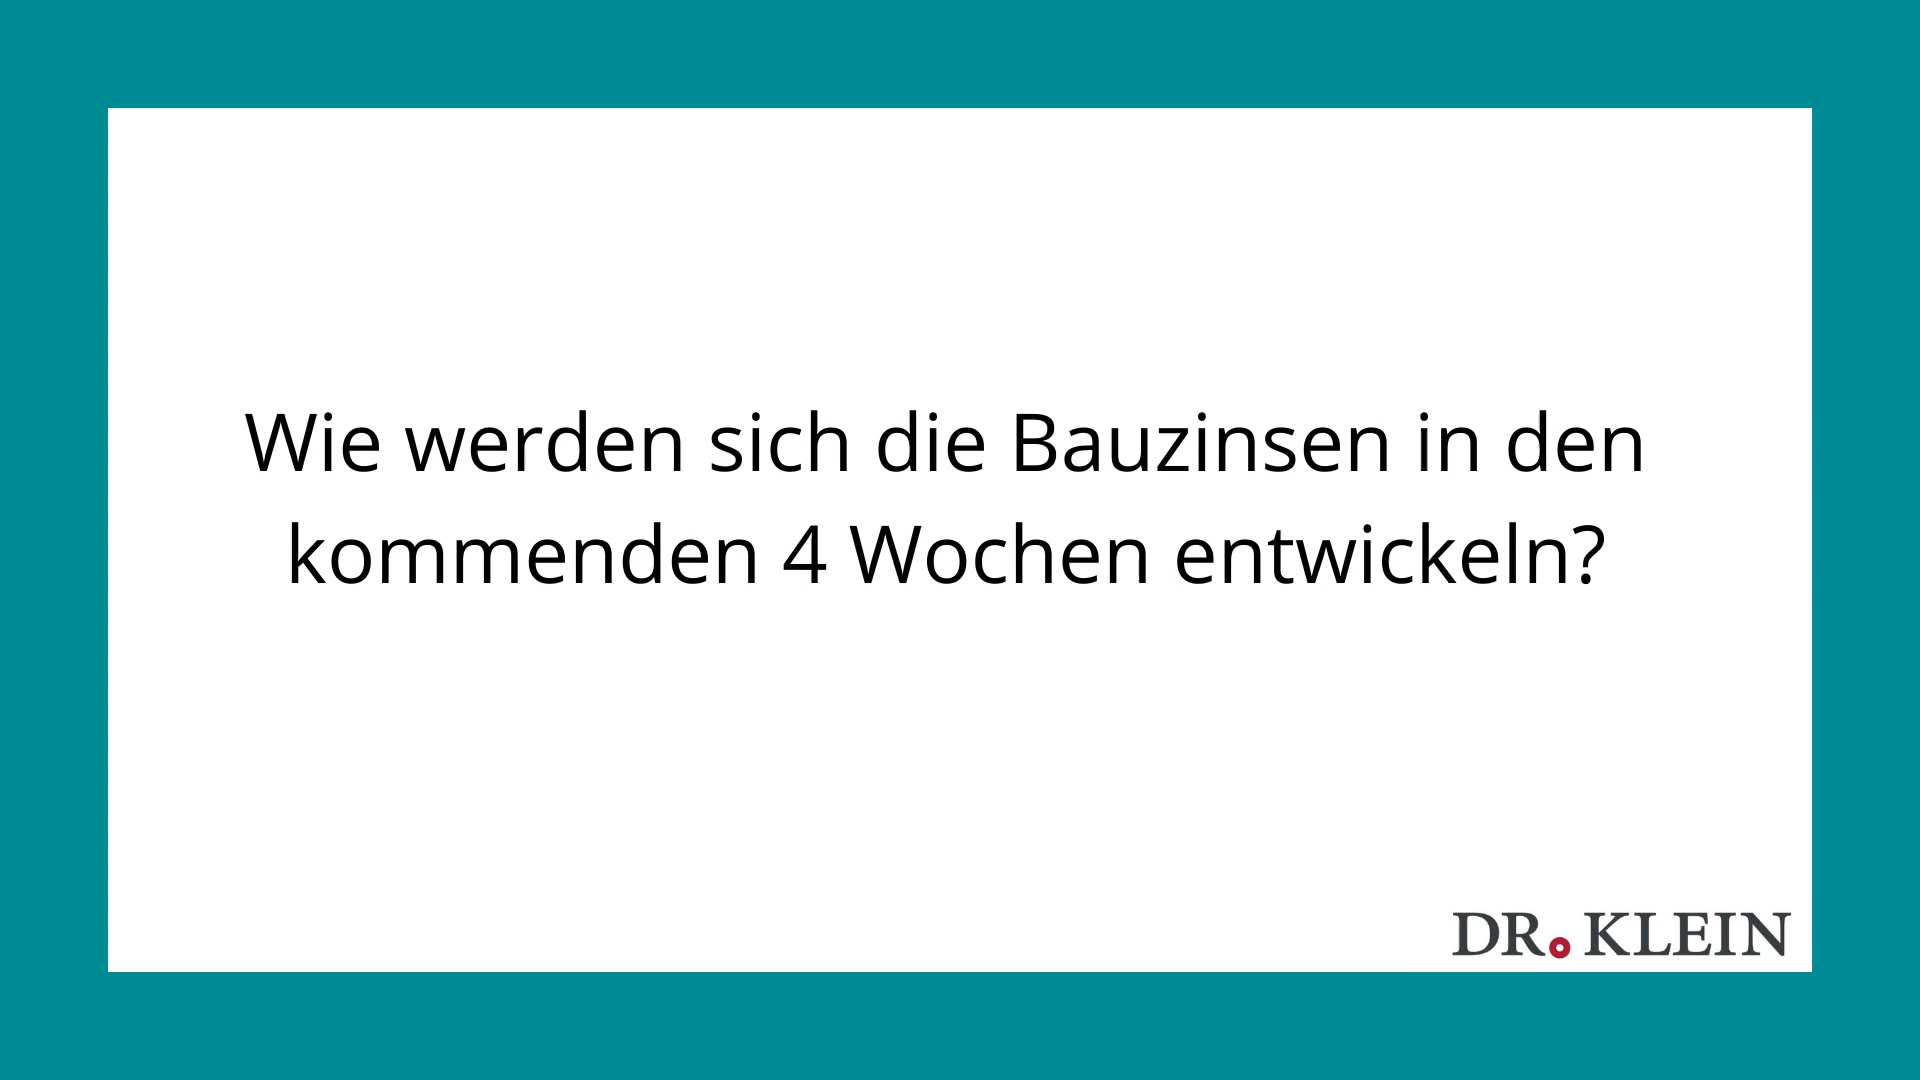 Wie werden sich die Bauzinsen in den
kommenden 4 Wochen entwickeln?
DR. KLEIN